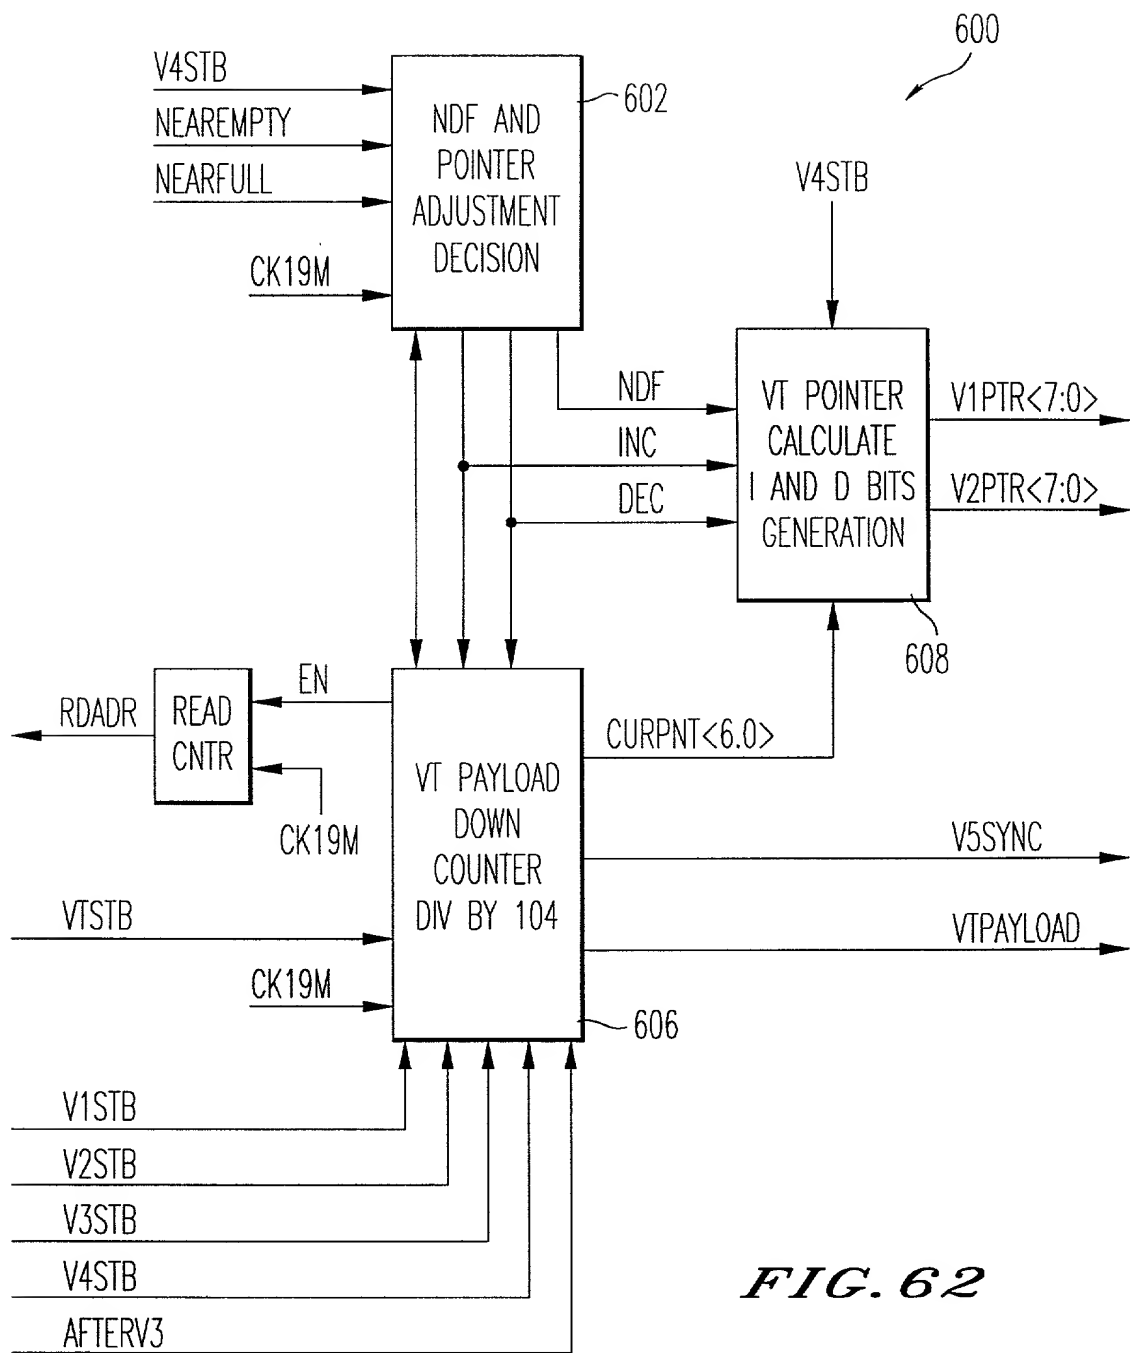 600
V4STB
NEAREMPTY
NEARFULL
CK19M
NDF AND
POINTER
ADJUSTMENT
DECISION
602
V4STB
NDF
INC
DEC
VT POINTER
CALCULATE
I AND D BITS
GENERATION
608
V1PTR<7:0>
V2PTR<7:0>
RDADR
READ
CNTR
EN
CK19M
CURPNT<6.0>
VT PAYLOAD
DOWN
COUNTER
DIV BY 104
606
V5SYNC
VTPAYLOAD
VTSTB
CK19M
V1STB
V2STB
V3STB
V4STB
AFTERV3
FIG. 62